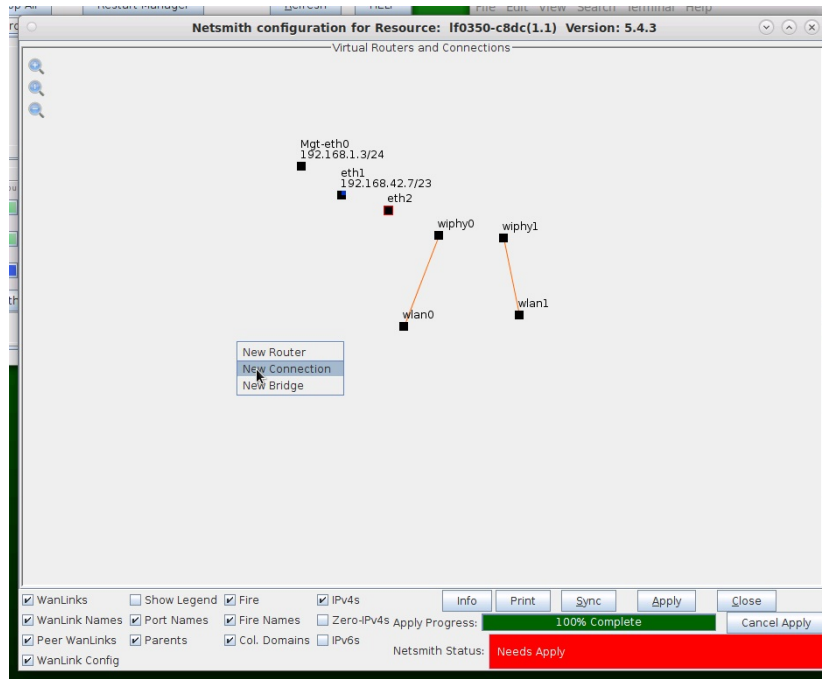 Restart Manager Refresh HELP File Edit View Search Terminal Help
Netsmith configuration for Resource: lf0350-c8dc(1.1) Version: 5.4.3
Virtual Routers and Connections
Mgt-eth0
192.168.1.3/24
eth1
192.168.42.7/23
eth2
wiphy0
wiphy1
wlan0
wlan1
New Router
New Connection
New Bridge
WanLinks Show Legend Fire IPv4s Info Print Sync Apply Close
WanLink Names Port Names Fire Names Zero-IPv4s Apply Progress: 100% Complete Cancel Apply
Peer WanLinks Parents Col. Domains IPv6s
WanLink Config Netsmith Status: Needs Apply